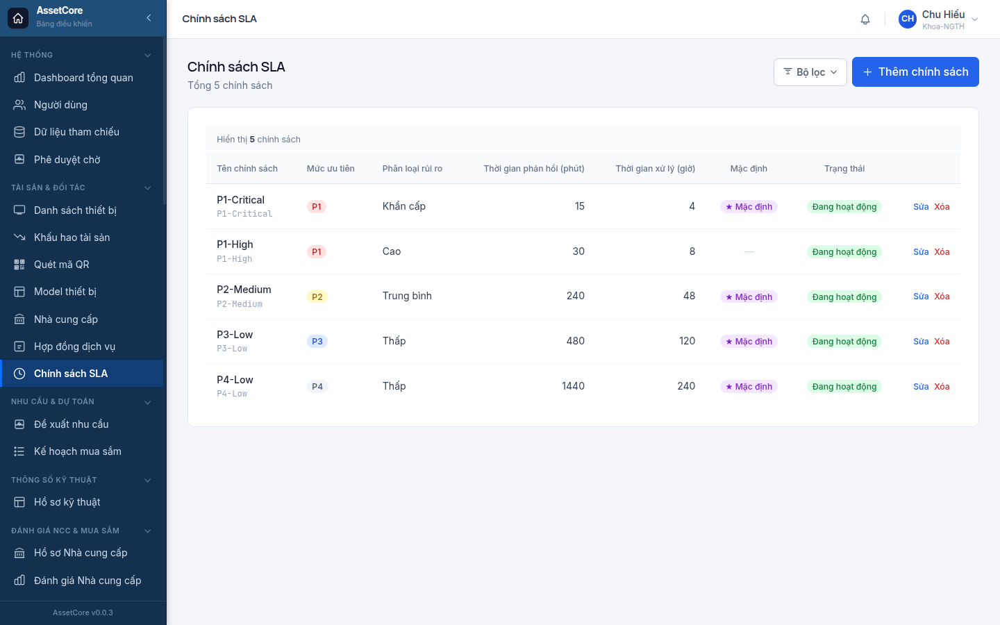 AssetCore
Bảng điều khiển
HỆ THỐNG
Dashboard tổng quan
Người dùng
Dữ liệu tham chiếu
Phê duyệt chờ
TÀI SẢN & ĐỐI TÁC
Danh sách thiết bị
Khấu hao tài sản
Quét mã QR
Model thiết bị
Nhà cung cấp
Hợp đồng dịch vụ
Chính sách SLA
NHU CẦU & DỰ TOÁN
Đề xuất nhu cầu
Kế hoạch mua sắm
THÔNG SỐ KỸ THUẬT
Hồ sơ kỹ thuật
ĐÁNH GIÁ NCC & MUA SẮM
Hồ sơ Nhà cung cấp
Đánh giá Nhà cung cấp
AssetCore v0.0.3
Chính sách SLA
CH
Chu Hiếu
Khoa-NGTH
Chính sách SLA
Tổng 5 chính sách
Bộ lọc
Thêm chính sách
Hiển thị 5 chính sách
Tên chính sách Mức ưu tiên Phân loại rủi ro Thời gian phản hồi (phút) Thời gian xử lý (giờ) Mặc định Trạng thái
P1-Critical P1 Khẩn cấp 15 4 ★ Mặc định Đang hoạt động Sửa Xóa
P1-Critical
P1-High P1 Cao 30 8 — Đang hoạt động Sửa Xóa
P1-High
P2-Medium P2 Trung bình 240 48 ★ Mặc định Đang hoạt động Sửa Xóa
P2-Medium
P3-Low P3 Thấp 480 120 ★ Mặc định Đang hoạt động Sửa Xóa
P3-Low
P4-Low P4 Thấp 1440 240 ★ Mặc định Đang hoạt động Sửa Xóa
P4-Low